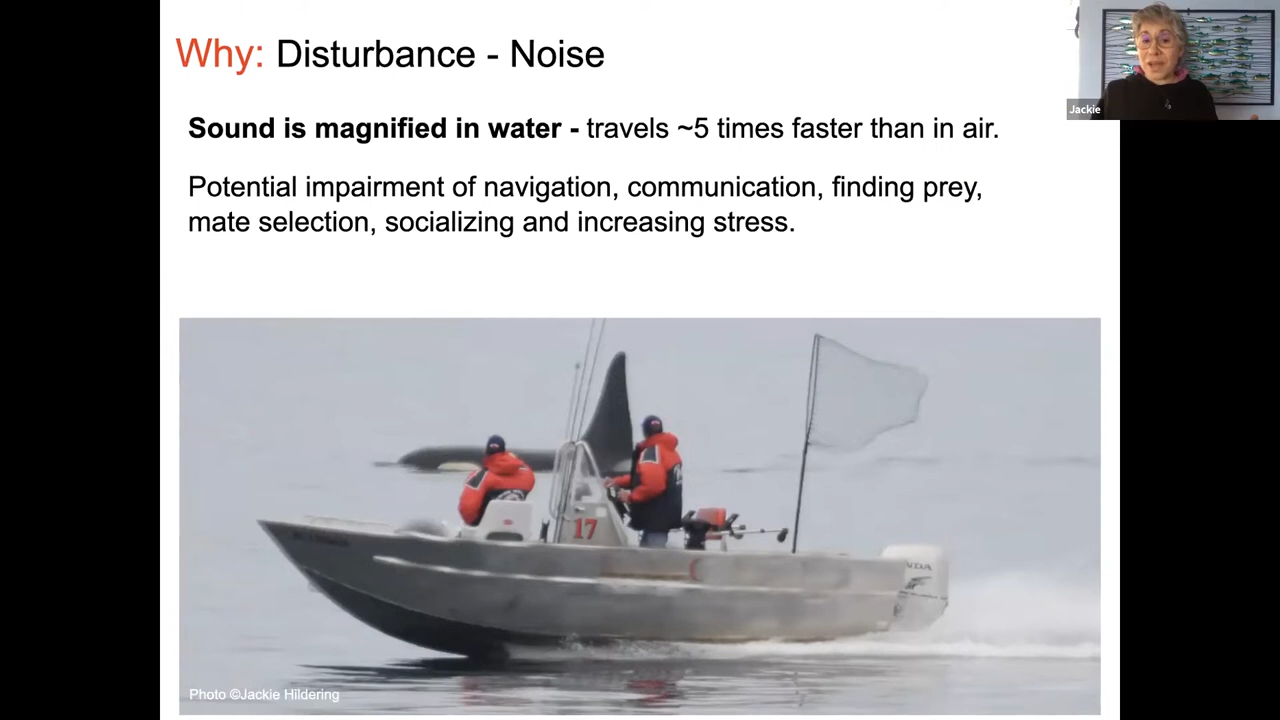 Why: Disturbance - Noise
Jackie
Sound is magnified in water - travels ~5 times faster than in air.
Potential impairment of navigation, communication, finding prey,
mate selection, socializing and increasing stress.
17
NDA
Photo ©Jackie Hildering